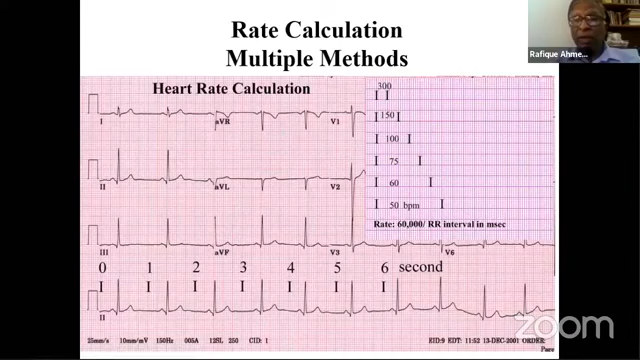 Rate Calculation
Multiple Methods
Rafique Ahme...
Heart Rate Calculation
300
150
100
75
60
50 bpm
Rate: 60,000/ RR interval in msec
I aVR V1
II aVL V2
III aVF V3 V6
0 1 2 3 4 5 6 second
II
25mm/s 10mm/mV 150Hz 005A 12SL 250 CID: 1 EID:9 EDT: 11:52 13-DEC-2001 ORDER:
Page
zoom